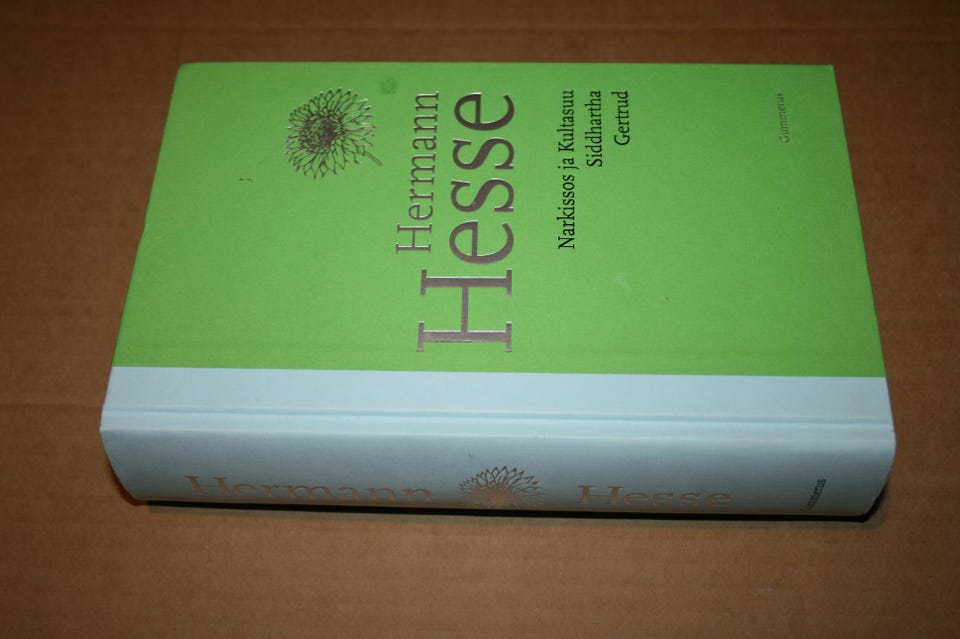 Hermann
Hesse
Narkissos ja Kultasuu
Siddhartha
Gertrud
Gummerus
Hermann Hesse
Gummerus